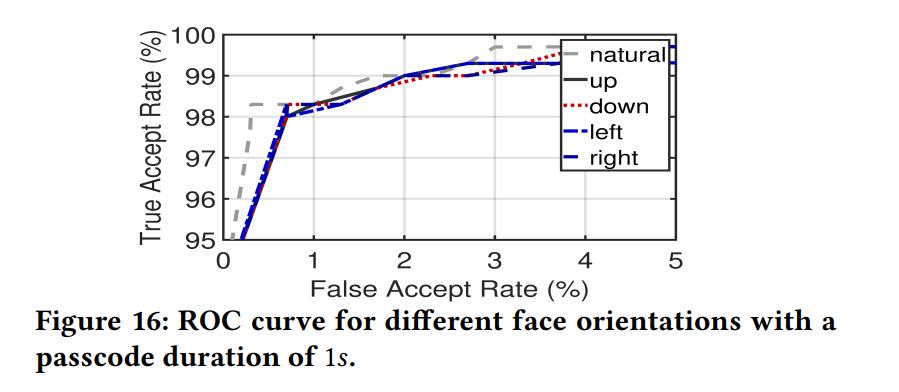 True Accept Rate (%)
100
99
98
97
96
95
0 1 2 3 4 5
False Accept Rate (%)
natural
up
down
left
right
Figure 16: ROC curve for different face orientations with a
passcode duration of 1s.